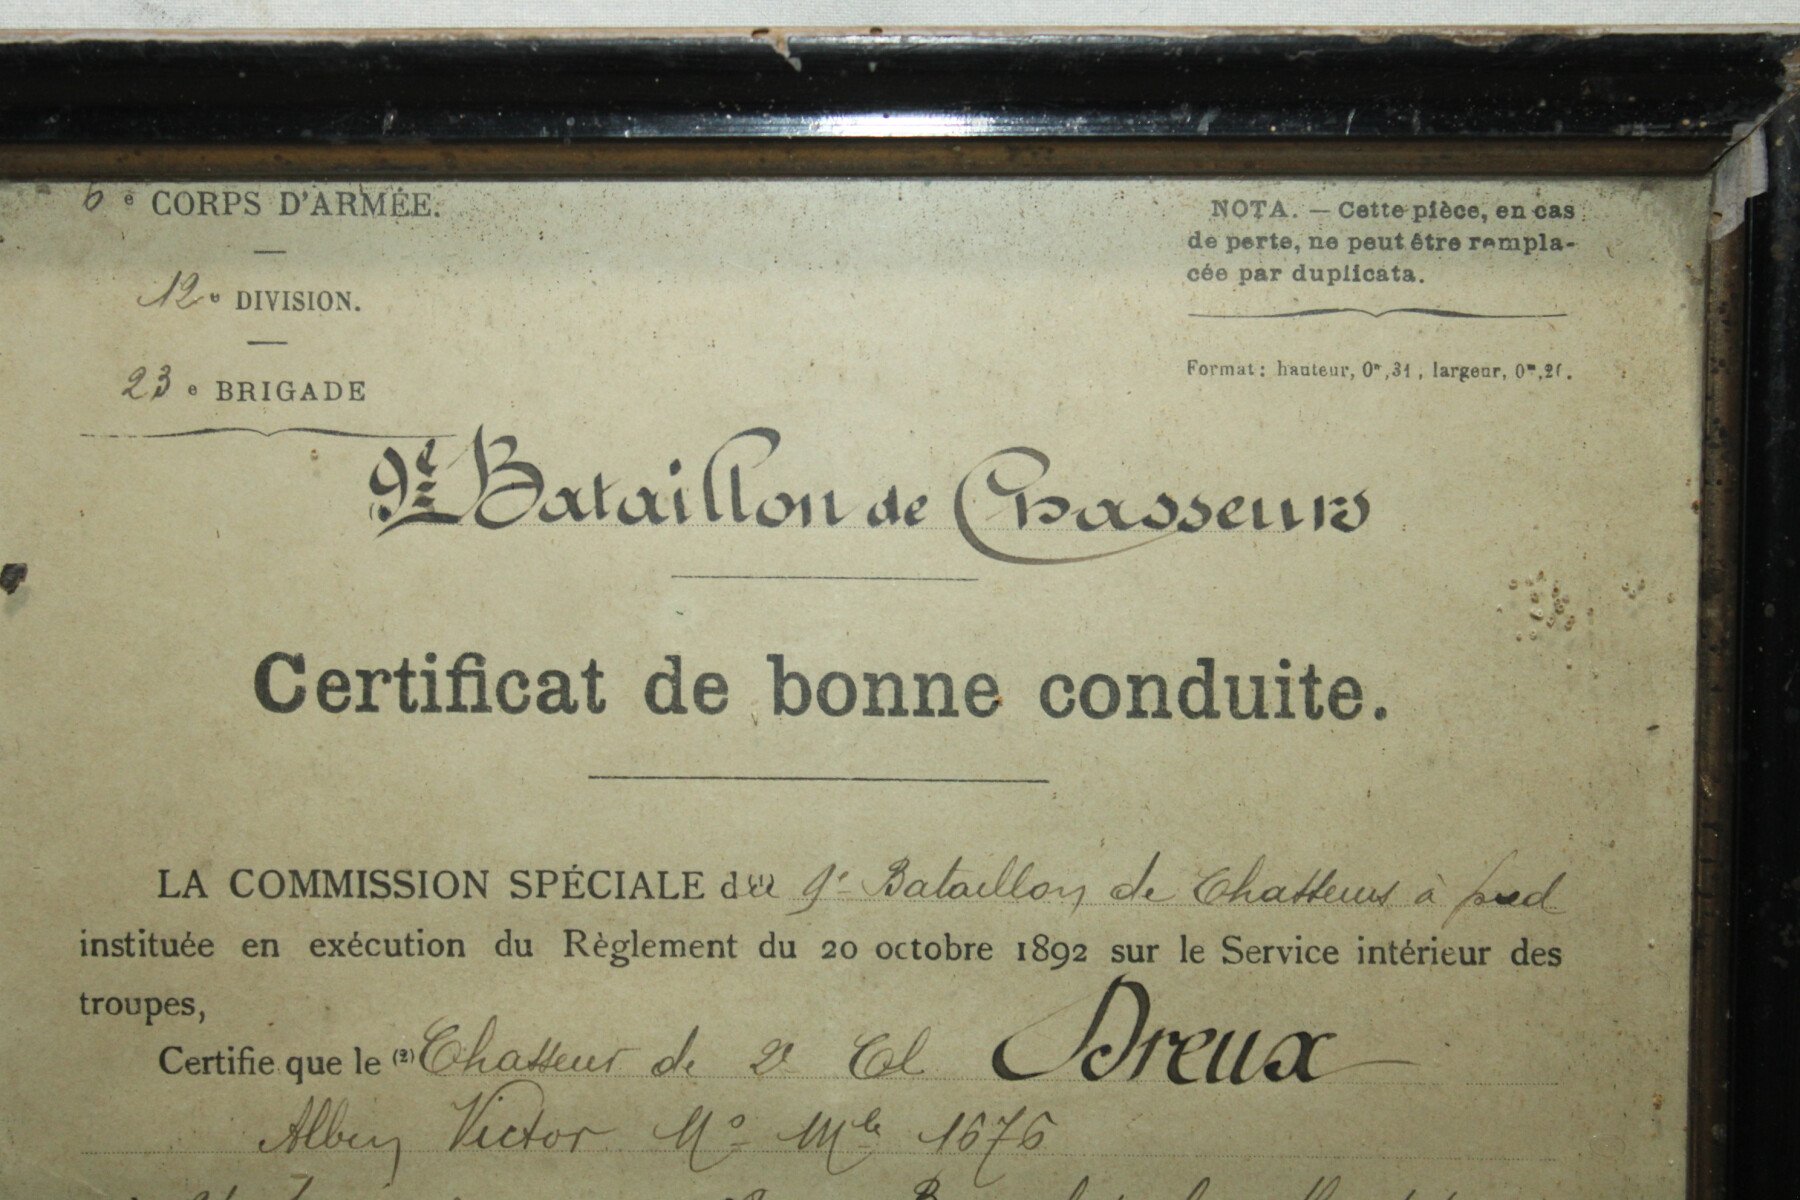 6e CORPS D'ARMÉE.
12e DIVISION.
23e BRIGADE
NOTA. — Cette pièce, en cas
de perte, ne peut être rempla-
cée par duplicata.
Format : hauteur, 0m,31, largeur, 0m,21.
9e Bataillon de Chasseurs
Certificat de bonne conduite.
LA COMMISSION SPÉCIALE du 9e Bataillon de Chasseurs à pied
instituée en exécution du Règlement du 20 octobre 1892 sur le Service intérieur des
troupes,
Certifie que le (2) Chasseur de 2e Cl Dreux
Albin Victor No Mle 1676